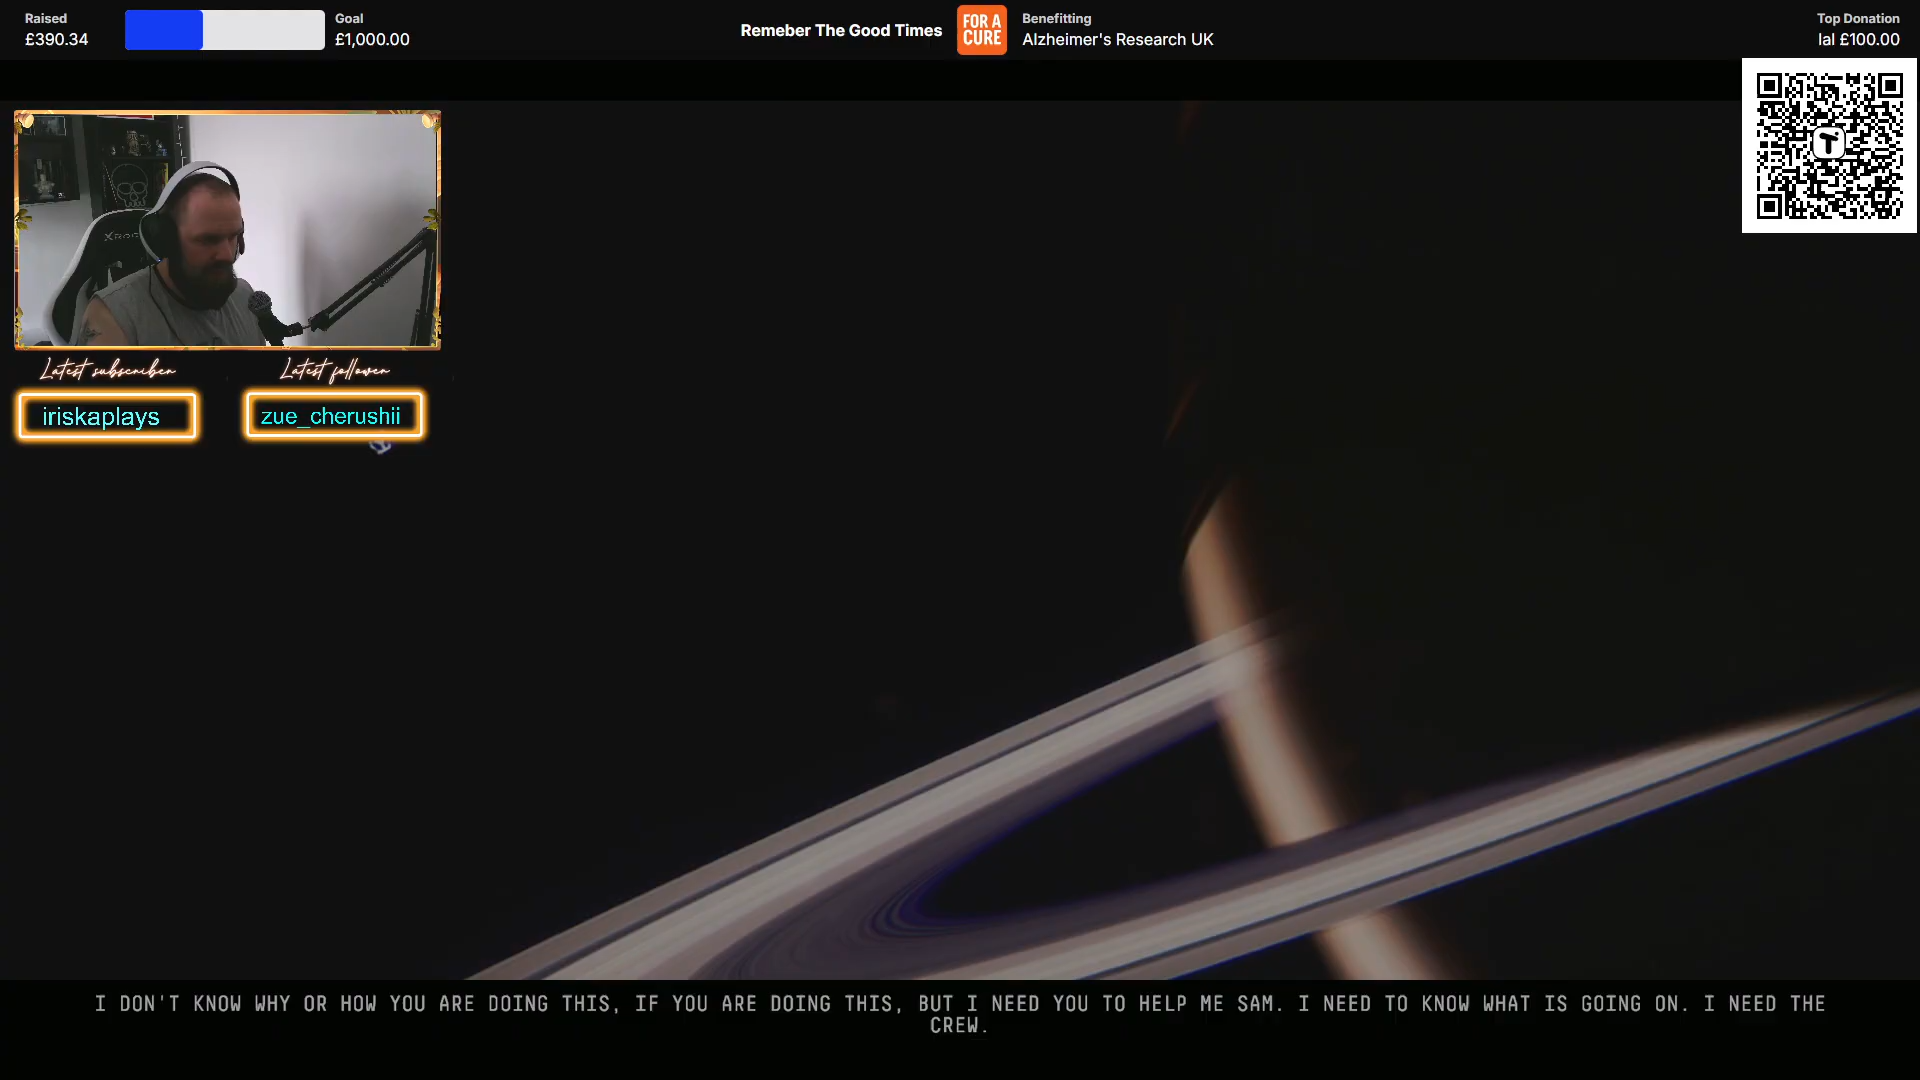 Raised
£390.34
Goal
£1,000.00
Remeber The Good Times
FOR A
CURE
Benefitting
Alzheimer's Research UK
Top Donation
lal £100.00
T
Latest subscriber
Latest follower
iriskaplays
zue_cherushii
I DON'T KNOW WHY OR HOW YOU ARE DOING THIS, IF YOU ARE DOING THIS, BUT I NEED YOU TO HELP ME SAM. I NEED TO KNOW WHAT IS GOING ON. I NEED THE
CREW.